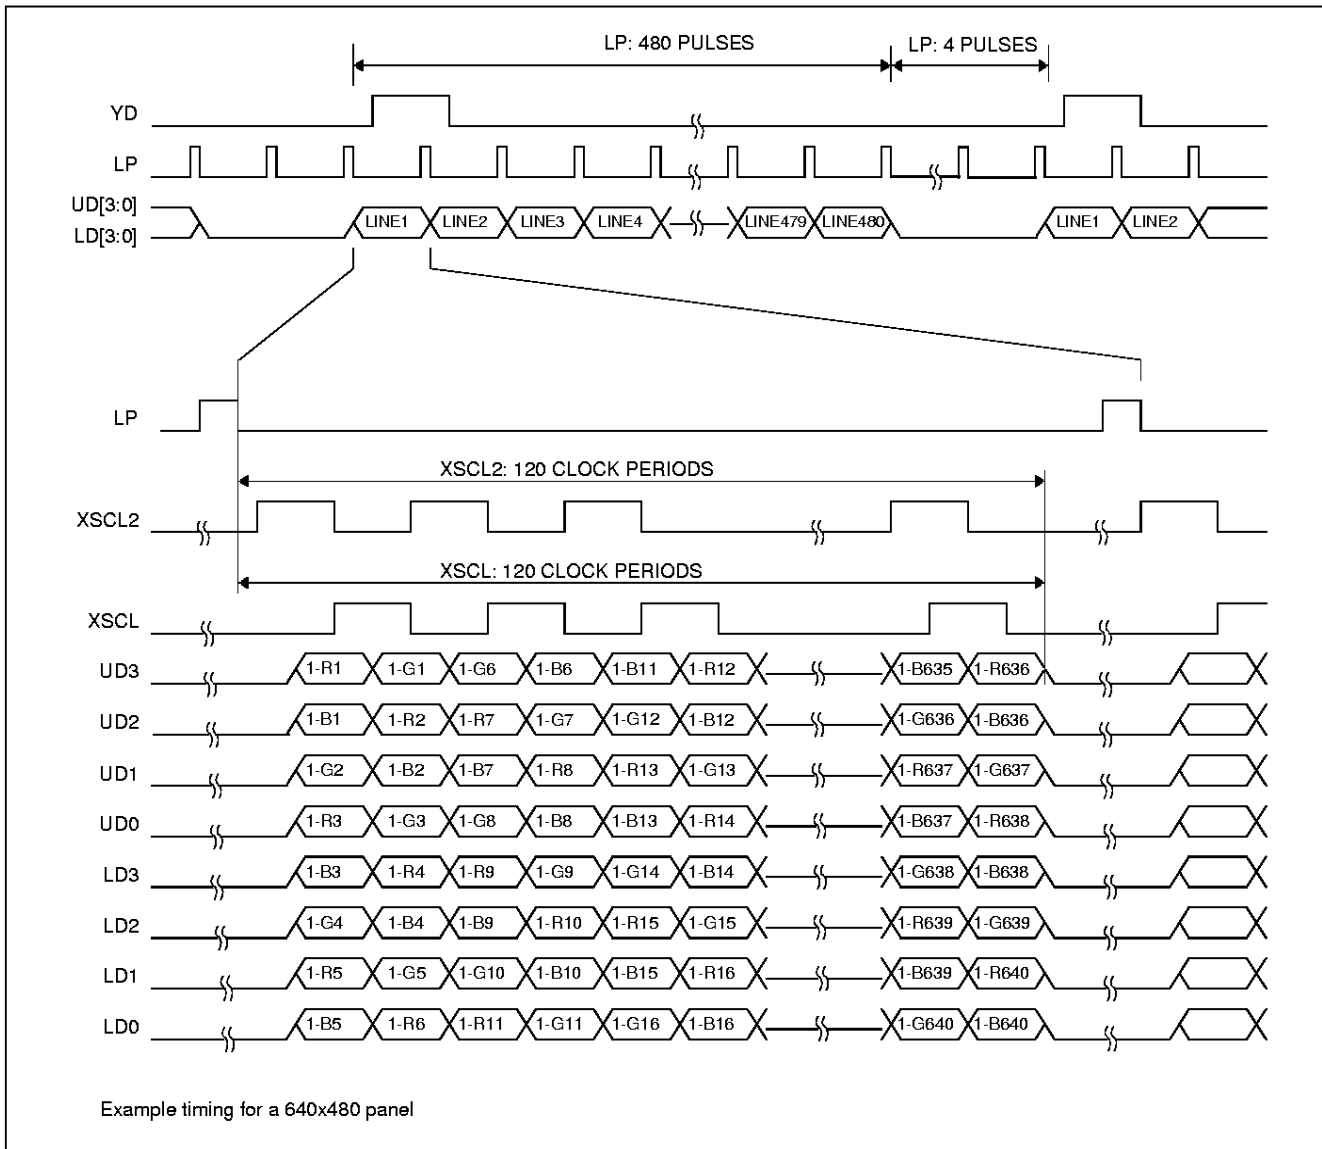 LP: 480 PULSES LP: 4 PULSES
YD
LP
UD[3:0]
LD[3:0]
LINE1 LINE2 LINE3 LINE4 LINE479 LINE480 LINE1 LINE2
LP
XSCL2: 120 CLOCK PERIODS
XSCL2
XSCL: 120 CLOCK PERIODS
XSCL
UD3 1-R1 1-G1 1-G6 1-B6 1-B11 1-R12 1-B635 1-R636
UD2 1-B1 1-R2 1-R7 1-G7 1-G12 1-B12 1-G636 1-B636
UD1 1-G2 1-B2 1-B7 1-R8 1-R13 1-G13 1-R637 1-G637
UD0 1-R3 1-G3 1-G8 1-B8 1-B13 1-R14 1-B637 1-R638
LD3 1-B3 1-R4 1-R9 1-G9 1-G14 1-B14 1-G638 1-B638
LD2 1-G4 1-B4 1-B9 1-R10 1-R15 1-G15 1-R639 1-G639
LD1 1-R5 1-G5 1-G10 1-B10 1-B15 1-R16 1-B639 1-R640
LD0 1-B5 1-R6 1-R11 1-G11 1-G16 1-B16 1-G640 1-B640
Example timing for a 640x480 panel